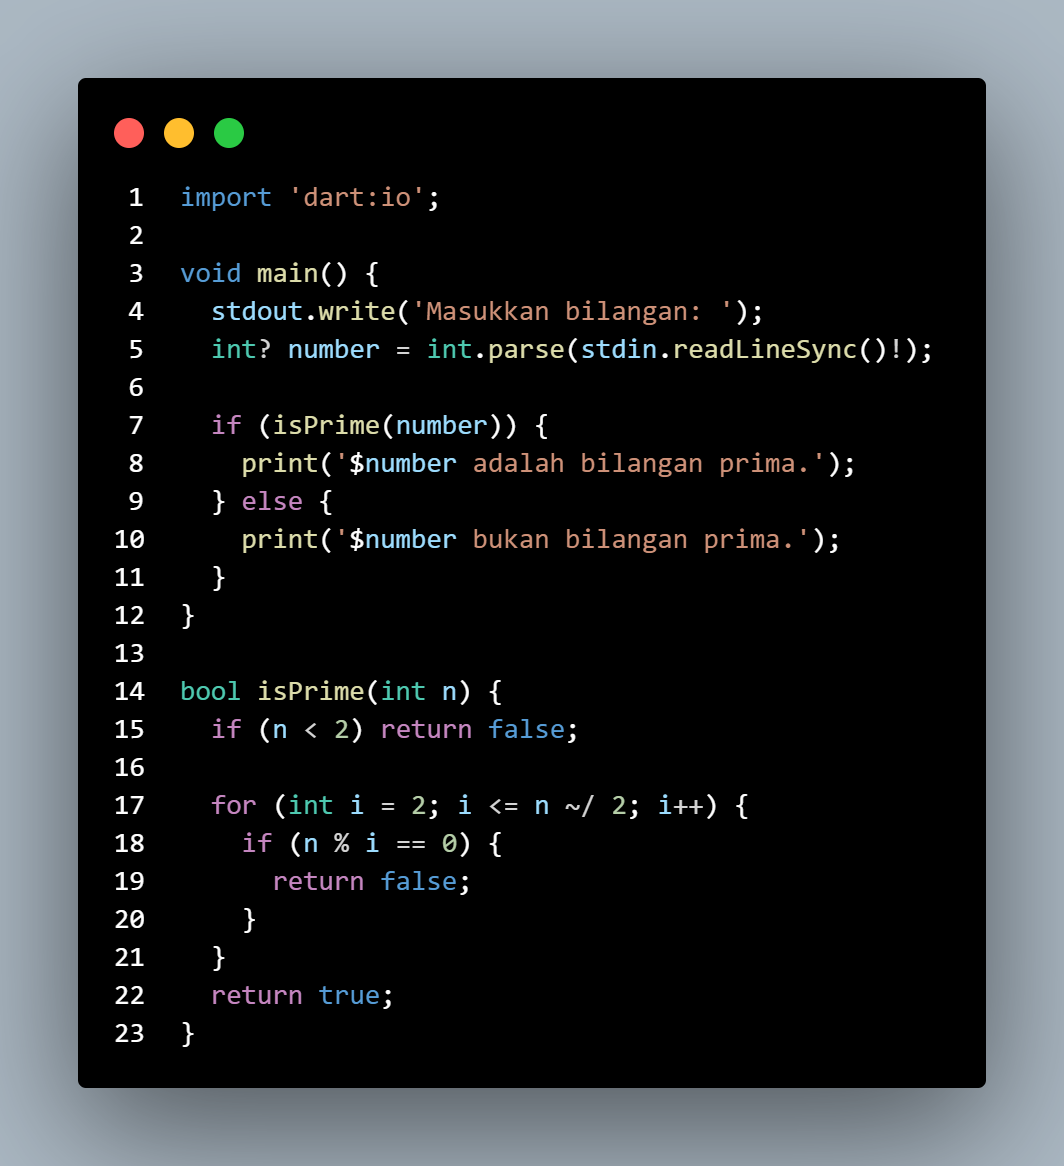 1 import 'dart:io';
2
3 void main() {
4   stdout.write('Masukkan bilangan: ');
5   int? number = int.parse(stdin.readLineSync()!);
6
7   if (isPrime(number)) {
8     print('$number adalah bilangan prima.');
9   } else {
10     print('$number bukan bilangan prima.');
11   }
12 }
13
14 bool isPrime(int n) {
15   if (n < 2) return false;
16
17   for (int i = 2; i <= n ~/ 2; i++) {
18     if (n % i == 0) {
19       return false;
20     }
21   }
22   return true;
23 }